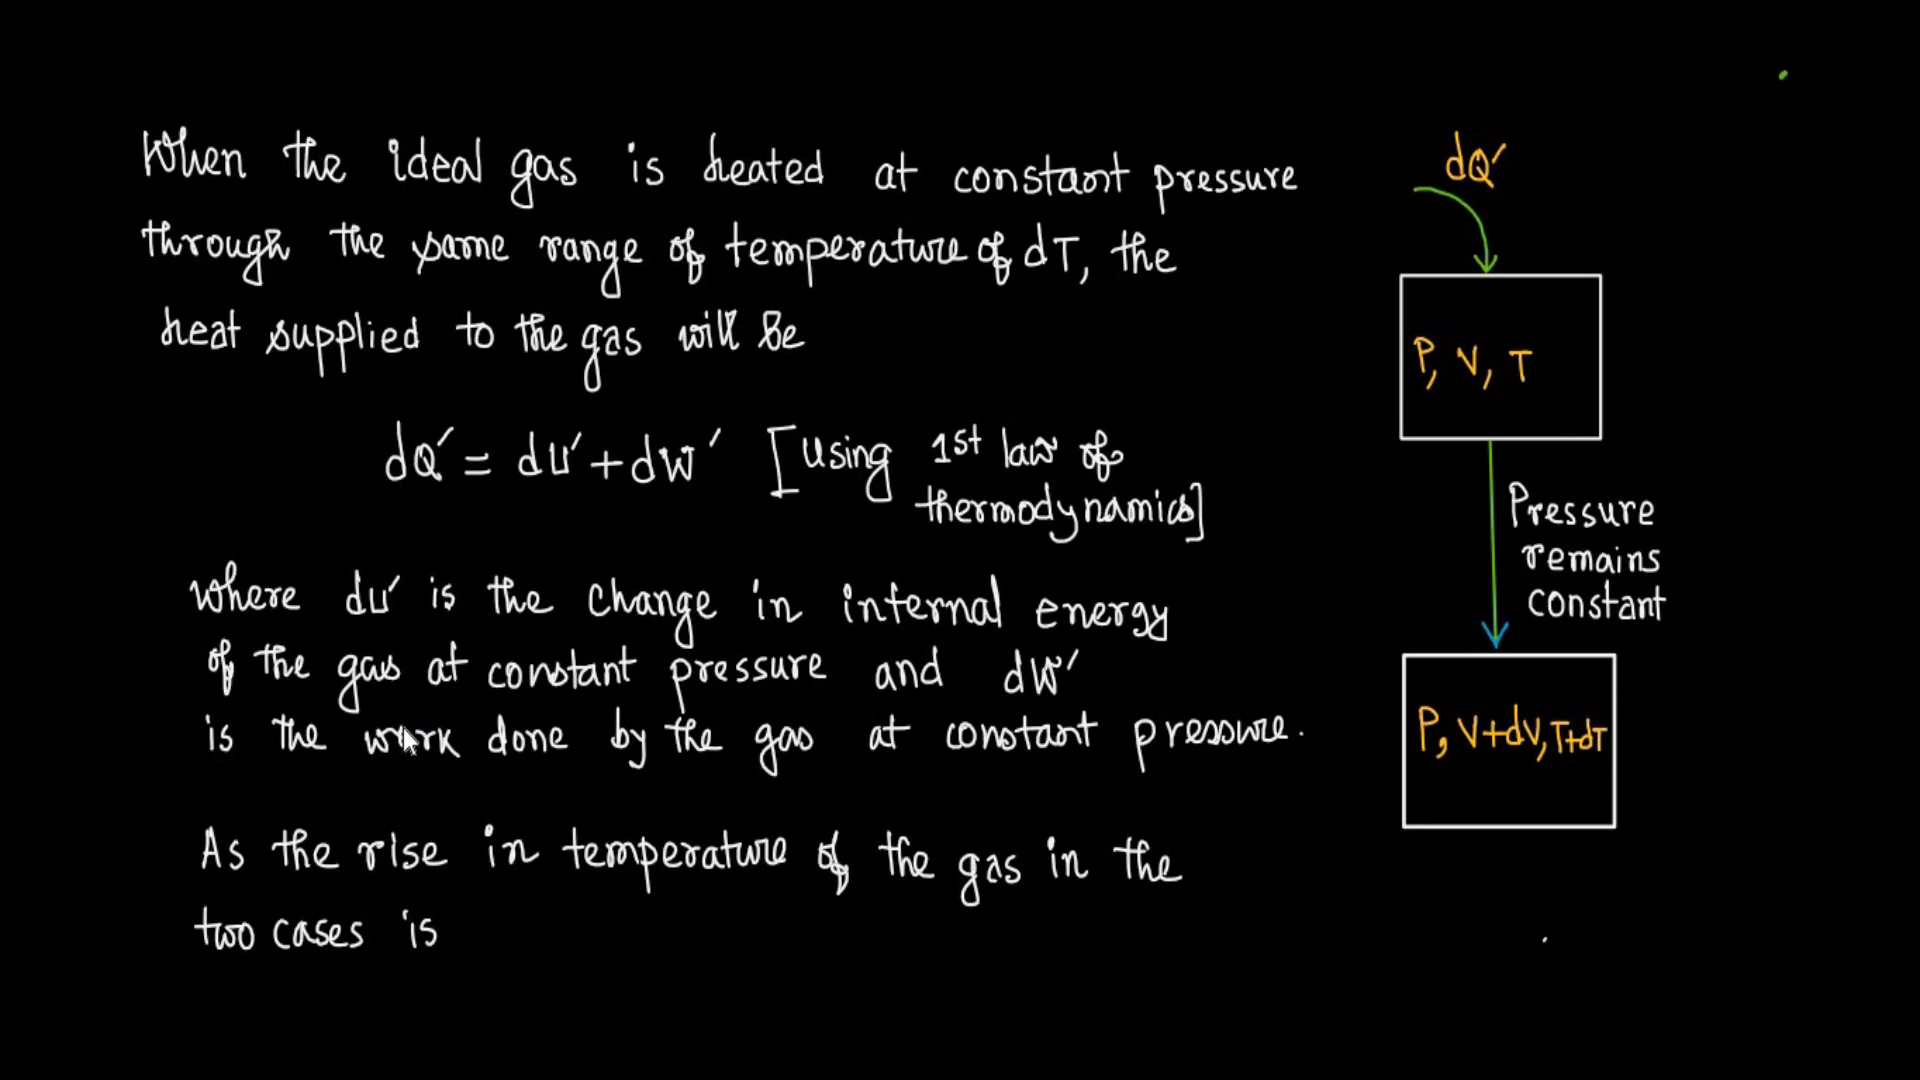 When the ideal gas is heated at constant pressure
through the same range of temperature of dT, the
heat supplied to the gas will be
dQ′ = dU′ + dW′ [Using 1st law of
thermodynamics]
where dU′ is the change in internal energy
of the gas at constant pressure and dW′
is the work done by the gas at constant pressure.
As the rise in temperature of the gas in the
two cases is
dQ′
P, V, T
Pressure
remains
constant
P, V+dV, T+dT